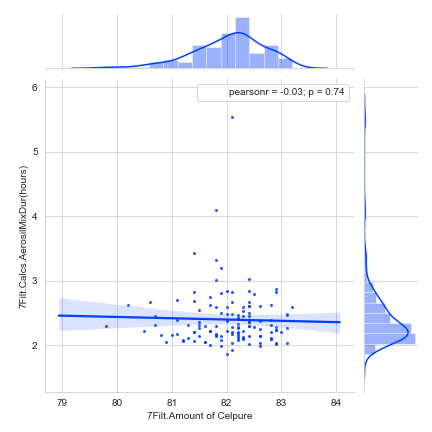 pearsonr = -0.03; p = 0.74
6
5
4
3
2
7Filt.Calcs.AerosilMixDur(hours)
79 80 81 82 83 84
7Filt.Amount of Celpure